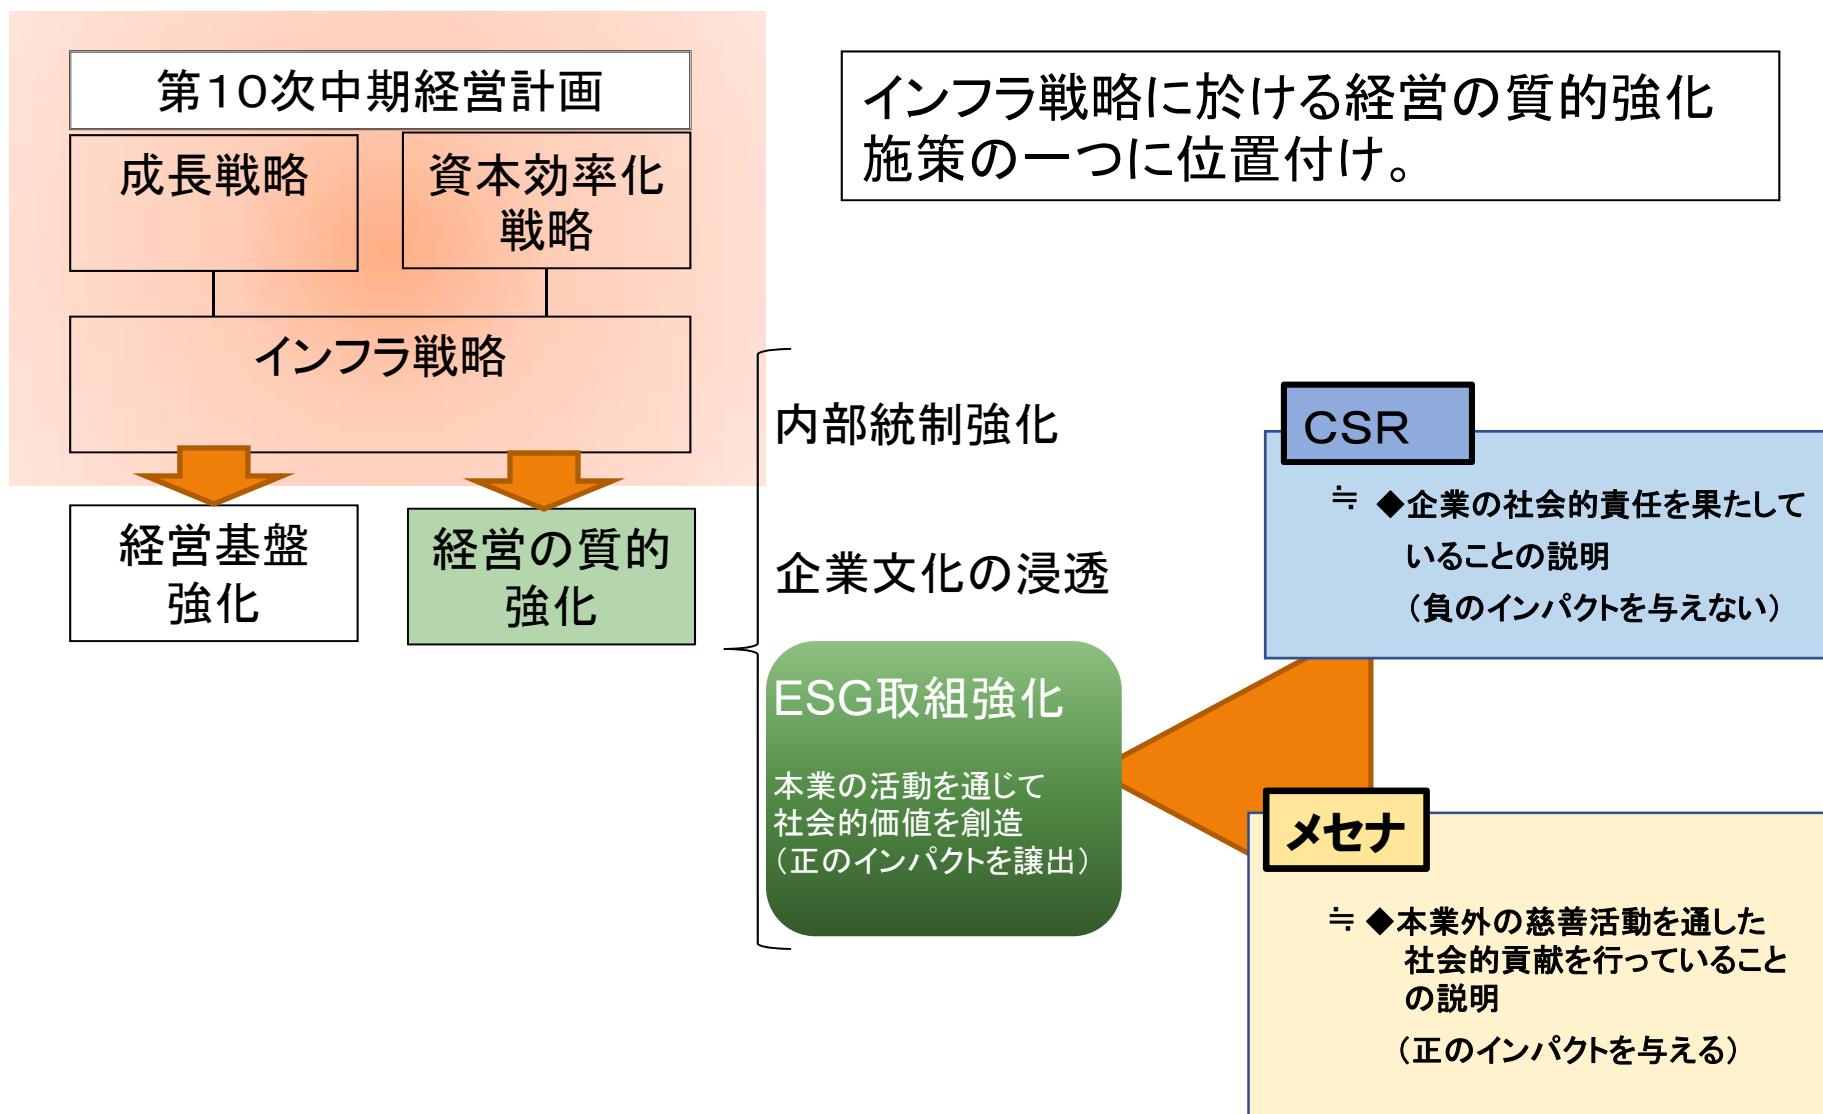 第10次中期経営計画
成長戦略
資本効率化
戦略
インフラ戦略
経営基盤
強化
経営の質的
強化
インフラ戦略に於ける経営の質的強化
施策の一つに位置付け。
内部統制強化
企業文化の浸透
ESG取組強化
本業の活動を通じて
社会的価値を創造
（正のインパクトを譲出）
CSR
≒ ◆企業の社会的責任を果たして
いることの説明
（負のインパクトを与えない）
メセナ
≒ ◆本業外の慈善活動を通した
社会的貢献を行っていること
の説明
（正のインパクトを与える）